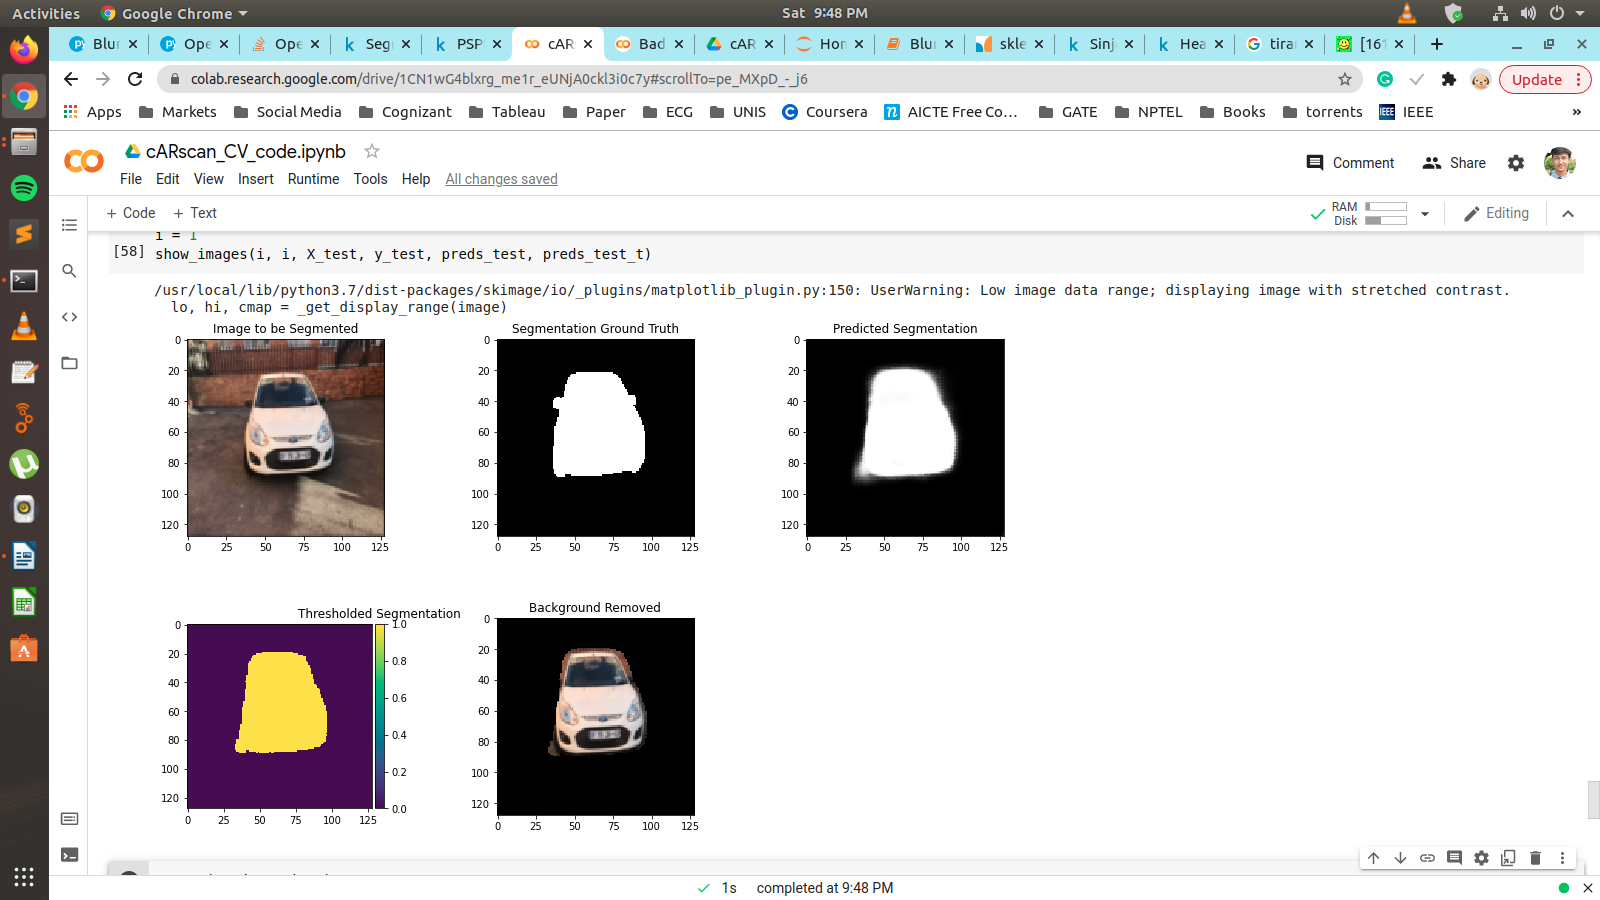 Activities
Google Chrome
Sat 9:48 PM
Blur
Ope
Ope
Segr
PSP
cAR
Bad
cAR
Hor
Blur
skle
Sinj
Hea
tirar
[161
colab.research.google.com/drive/1CN1wG4blxrg_me1r_eUNjA0ckl3i0c7y#scrollTo=pe_MXpD_-_j6
Update
Apps
Markets
Social Media
Cognizant
Tableau
Paper
ECG
UNIS
Coursera
AICTE Free Co...
GATE
NPTEL
Books
torrents
IEEE
IEEE
»
cARscan_CV_code.ipynb
Comment
Share
File Edit View Insert Runtime Tools Help All changes saved
+ Code + Text
RAM
Disk
Editing
i = 1
[58] show_images(i, i, X_test, y_test, preds_test, preds_test_t)
/usr/local/lib/python3.7/dist-packages/skimage/io/_plugins/matplotlib_plugin.py:150: UserWarning: Low image data range; displaying image with stretched contrast.
lo, hi, cmap = _get_display_range(image)
Image to be Segmented
0
20
40
60
80
100
120
0 25 50 75 100 125
Segmentation Ground Truth
0
20
40
60
80
100
120
0 25 50 75 100 125
Predicted Segmentation
0
20
40
60
80
100
120
0 25 50 75 100 125
Thresholded Segmentation
0
20
40
60
80
100
120
0 25 50 75 100 125
1.0
0.8
0.6
0.4
0.2
0.0
Background Removed
0
20
40
60
80
100
120
0 25 50 75 100 125
1s completed at 9:48 PM